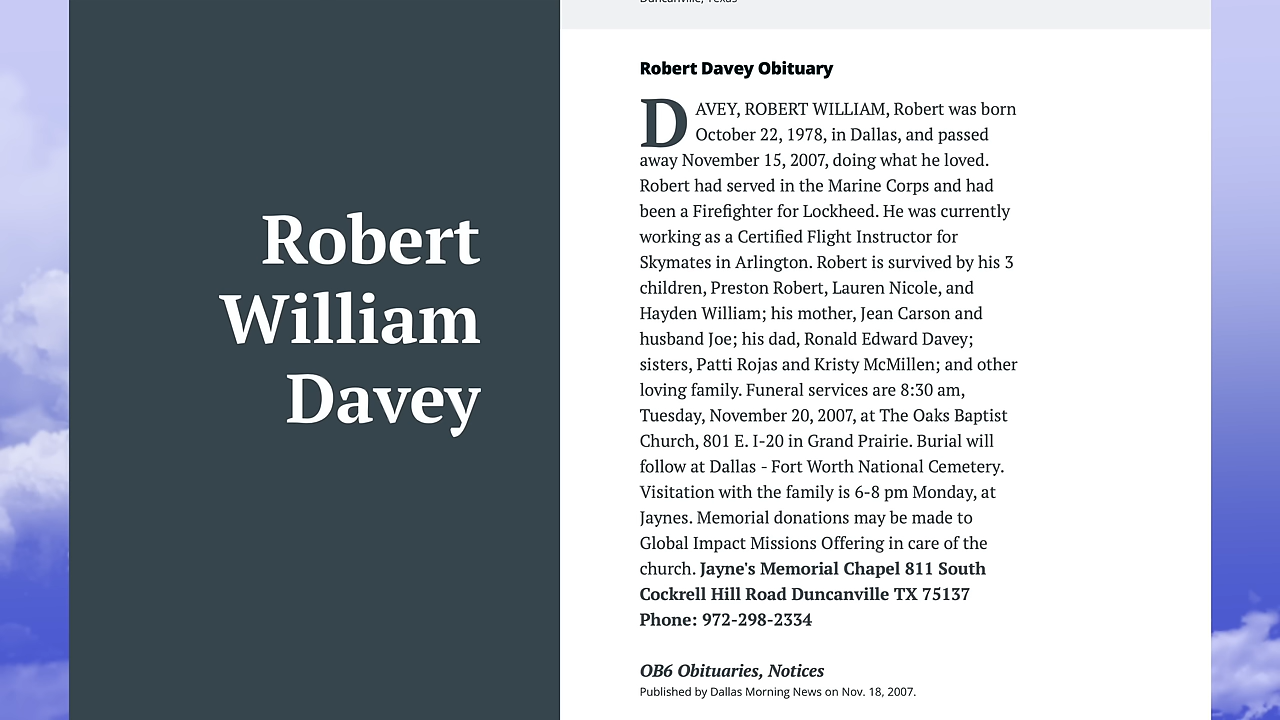 Duncanville, Texas
Robert
William
Davey
Robert Davey Obituary
DAVEY, ROBERT WILLIAM, Robert was born
October 22, 1978, in Dallas, and passed
away November 15, 2007, doing what he loved.
Robert had served in the Marine Corps and had
been a Firefighter for Lockheed. He was currently
working as a Certified Flight Instructor for
Skymates in Arlington. Robert is survived by his 3
children, Preston Robert, Lauren Nicole, and
Hayden William; his mother, Jean Carson and
husband Joe; his dad, Ronald Edward Davey;
sisters, Patti Rojas and Kristy McMillen; and other
loving family. Funeral services are 8:30 am,
Tuesday, November 20, 2007, at The Oaks Baptist
Church, 801 E. I-20 in Grand Prairie. Burial will
follow at Dallas - Fort Worth National Cemetery.
Visitation with the family is 6-8 pm Monday, at
Jaynes. Memorial donations may be made to
Global Impact Missions Offering in care of the
church. Jayne's Memorial Chapel 811 South
Cockrell Hill Road Duncanville TX 75137
Phone: 972-298-2334
OB6 Obituaries, Notices
Published by Dallas Morning News on Nov. 18, 2007.